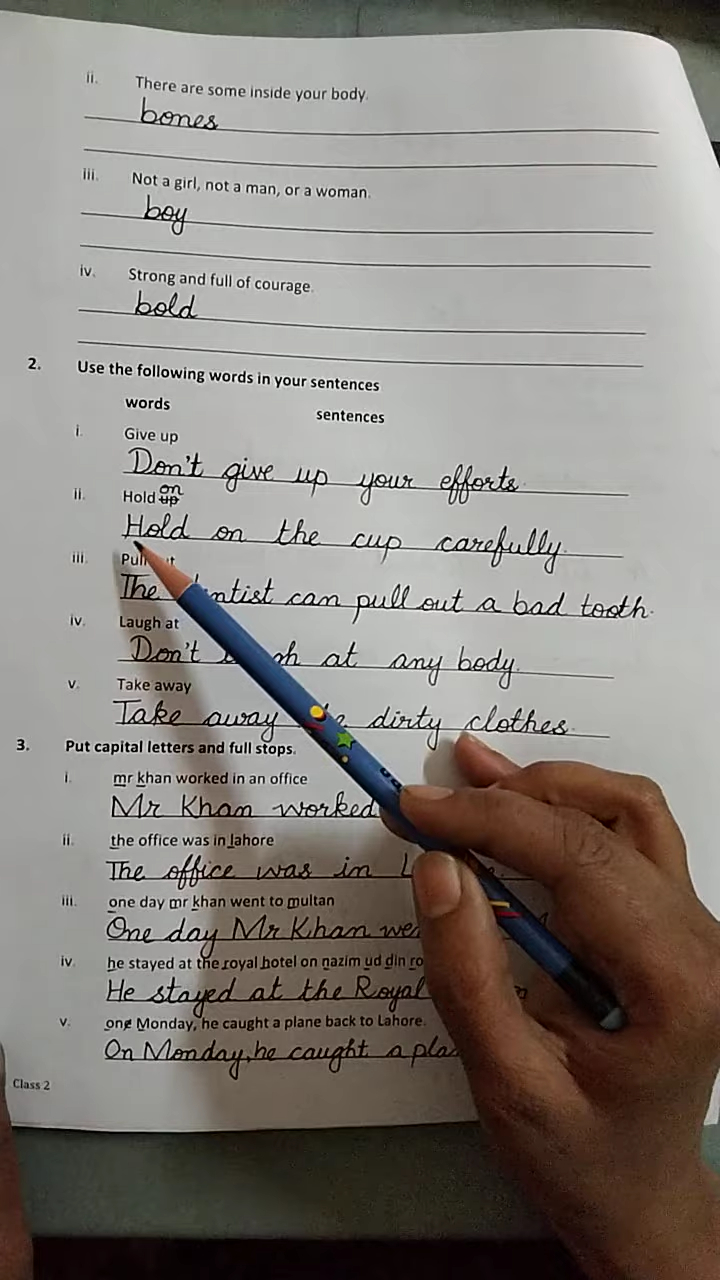 ii. There are some inside your body.
bones
iii. Not a girl, not a man, or a woman.
boy
iv. Strong and full of courage.
bold
2. Use the following words in your sentences
words sentences
i. Give up
Don't give up your efforts.
on
ii. Hold up
Hold on the cup carefully.
iii.
The can pull out a bad tooth.
iv. Laugh at
Don't at any body.
v. Take away
Take away dirty clothes.
3. Put capital letters and full stops.
i. mr khan worked in an office
Mr Khan worked
ii. the office was in lahore
The office was in
iii. one day mr khan went to multan
One day Mr Khan
iv. he stayed at the royal hotel on nazim ud din
He stayed at the Royal
v. one Monday, he caught a plane back to Lahore.
On Monday, he caught a
Class 2